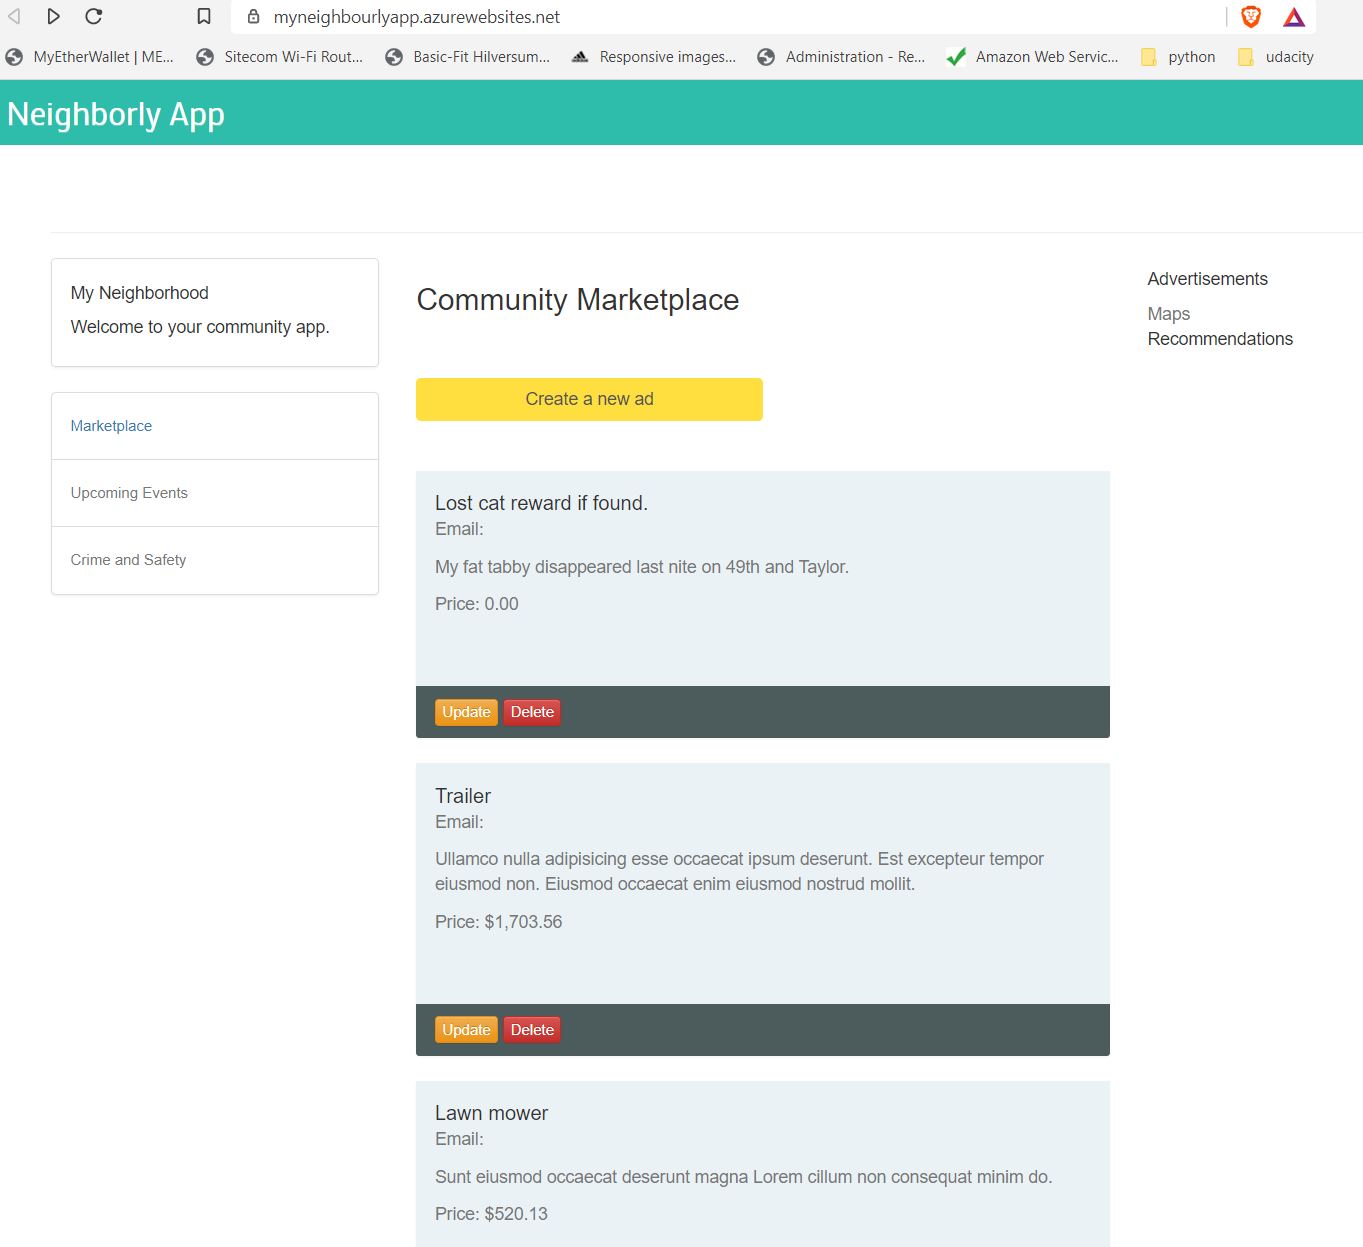 myneighbourlyapp.azurewebsites.net
MyEtherWallet | ME...
Sitecom Wi-Fi Rout...
Basic-Fit Hilversum...
Responsive images...
Administration - Re...
Amazon Web Servic...
python
udacity
Neighborly App
My Neighborhood
Welcome to your community app.
Marketplace
Upcoming Events
Crime and Safety
Community Marketplace
Create a new ad
Lost cat reward if found.
Email:
My fat tabby disappeared last nite on 49th and Taylor.
Price: 0.00
Update Delete
Trailer
Email:
Ullamco nulla adipisicing esse occaecat ipsum deserunt. Est excepteur tempor
eiusmod non. Eiusmod occaecat enim eiusmod nostrud mollit.
Price: $1,703.56
Update Delete
Lawn mower
Email:
Sunt eiusmod occaecat deserunt magna Lorem cillum non consequat minim do.
Price: $520.13
Advertisements
Maps
Recommendations